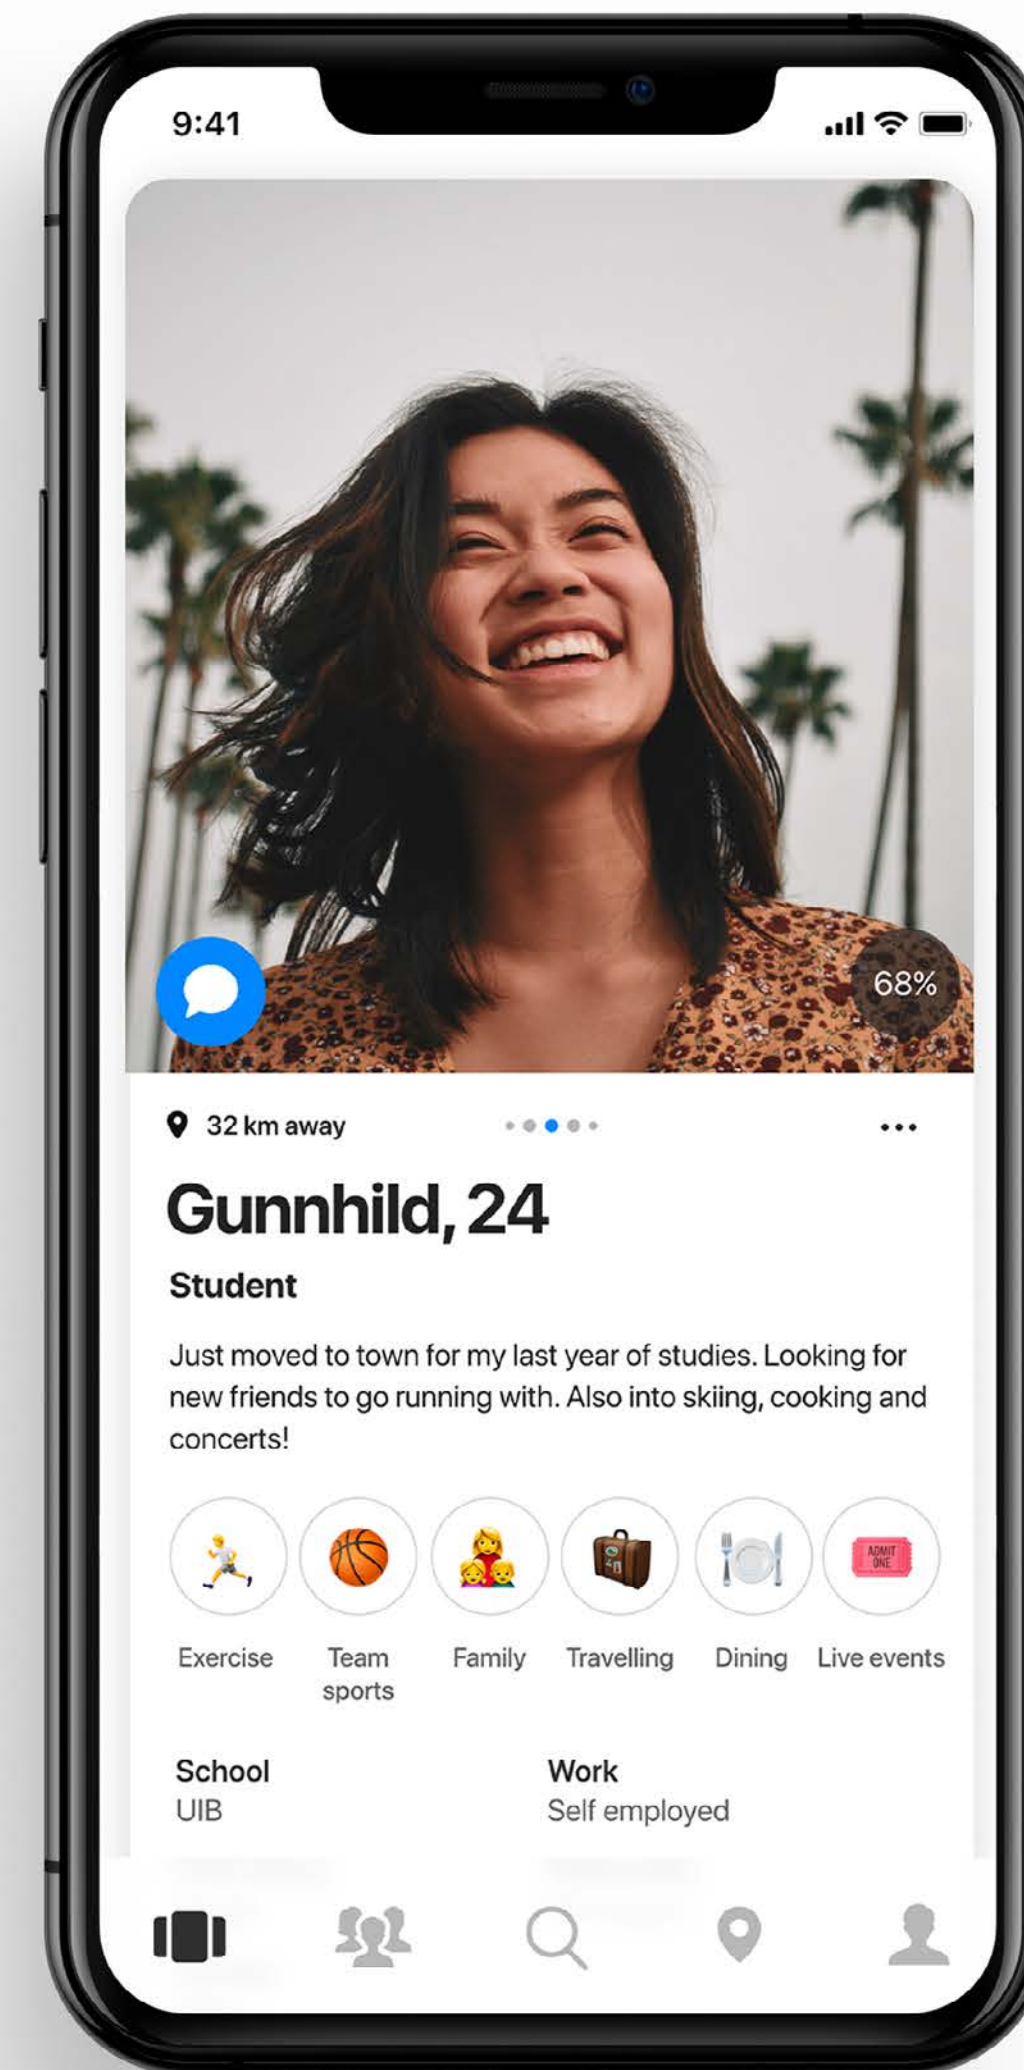 9:41
68%
32 km away
Gunnhild, 24
Student
Just moved to town for my last year of studies. Looking for
new friends to go running with. Also into skiing, cooking and
concerts!
ADMIT
ONE
Exercise
Team
sports
Family
Travelling
Dining
Live events
School
Work
UIB
Self employed